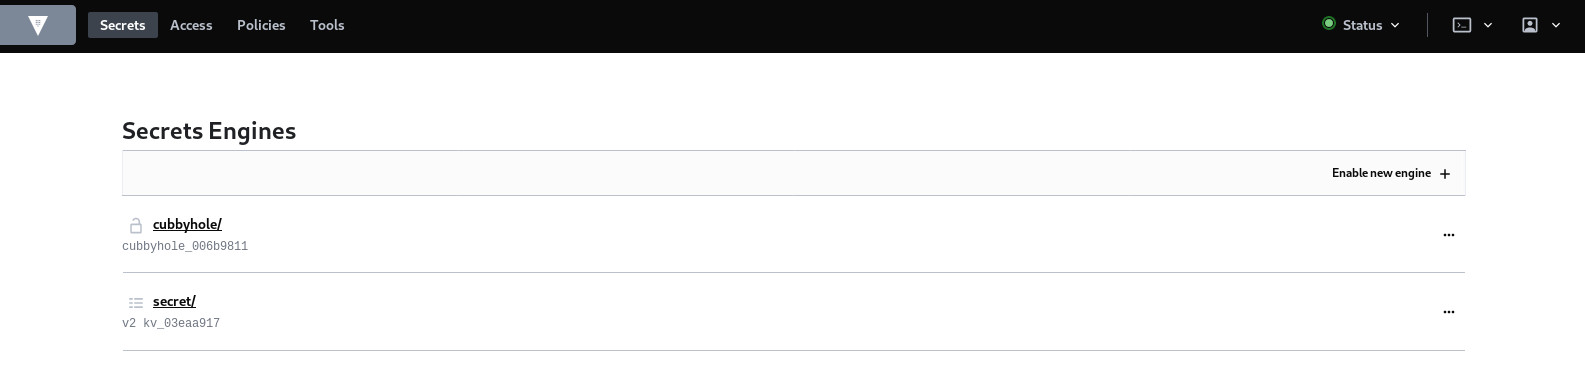 Secrets Access Policies Tools Status
Secrets Engines
Enable new engine +
cubbyhole/
cubbyhole_006b9811
secret/
v2 kv_03eaa917